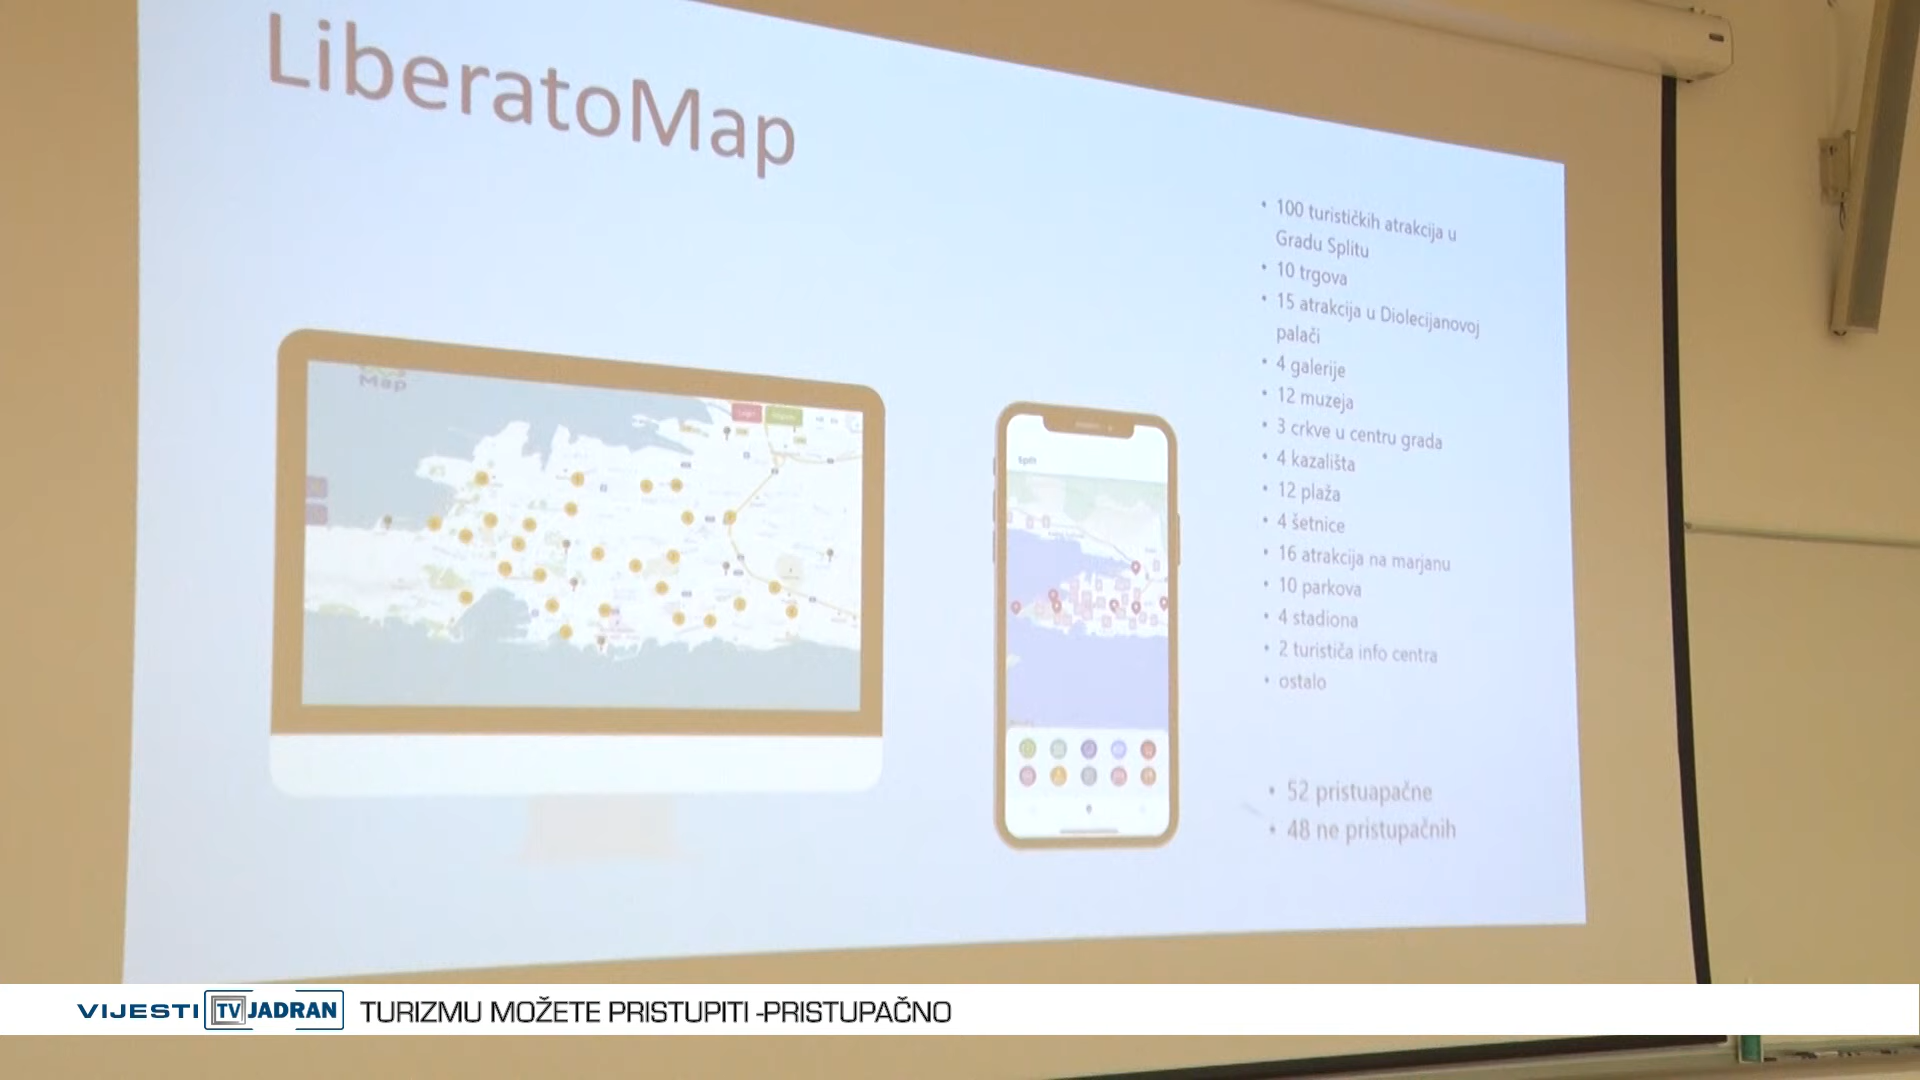 LiberatoMap
• 100 turističkih atrakcija u
Gradu Splitu
• 10 trgova
• 15 atrakcija u Diolecijanovoj
palači
• 4 galerije
• 12 muzeja
• 3 crkve u centru grada
• 4 kazališta
• 12 plaža
• 4 šetnice
• 16 atrakcija na marjanu
• 10 parkova
• 4 stadiona
• 2 turističa info centra
• ostalo
• 52 pristuapačne
• 48 ne pristupačnih
Map
Split
VIJESTI TV JADRAN TURIZMU MOŽETE PRISTUPITI -PRISTUPAČNO